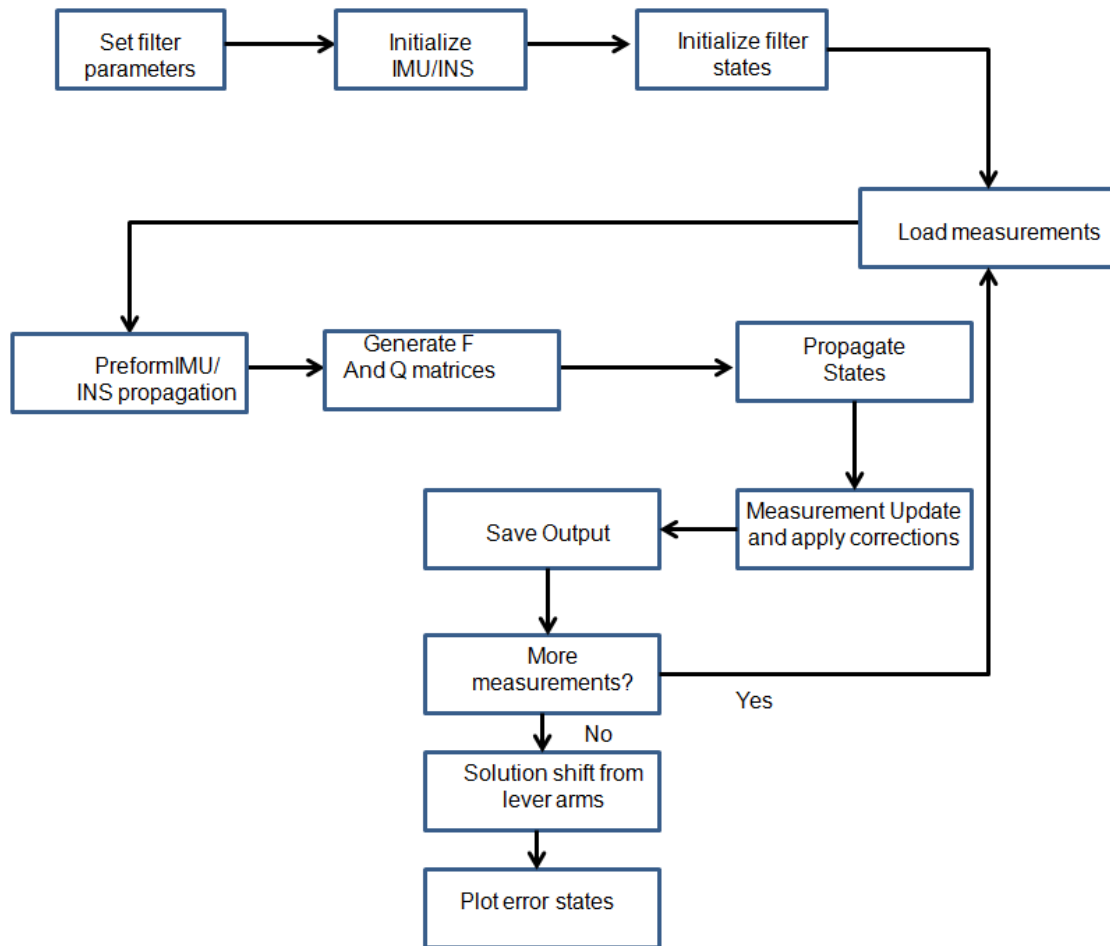 Set filter
parameters
Initialize
IMU/INS
Initialize filter
states
Load measurements
PreformIMU/
INS propagation
Generate F
And Q matrices
Propagate
States
Measurement Update
and apply corrections
Save Output
More
measurements?
Yes
No
Solution shift from
lever arms
Plot error states